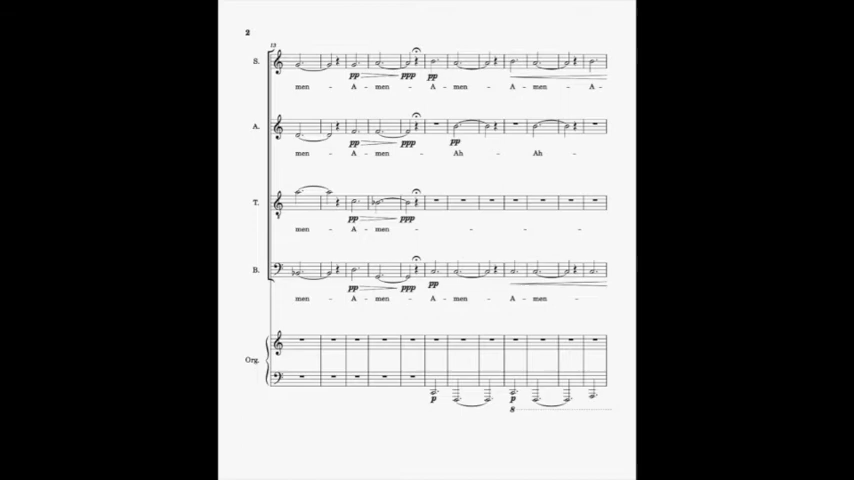 2
13
S.
pp ppp pp
men - A - men - A - men - A - men - A -
A.
pp ppp pp
men - A - men Ah Ah
T.
pp ppp
men - A - men - - - -
B.
pp ppp pp
men - A - men - A - men - A - men -
Org.
p p
8